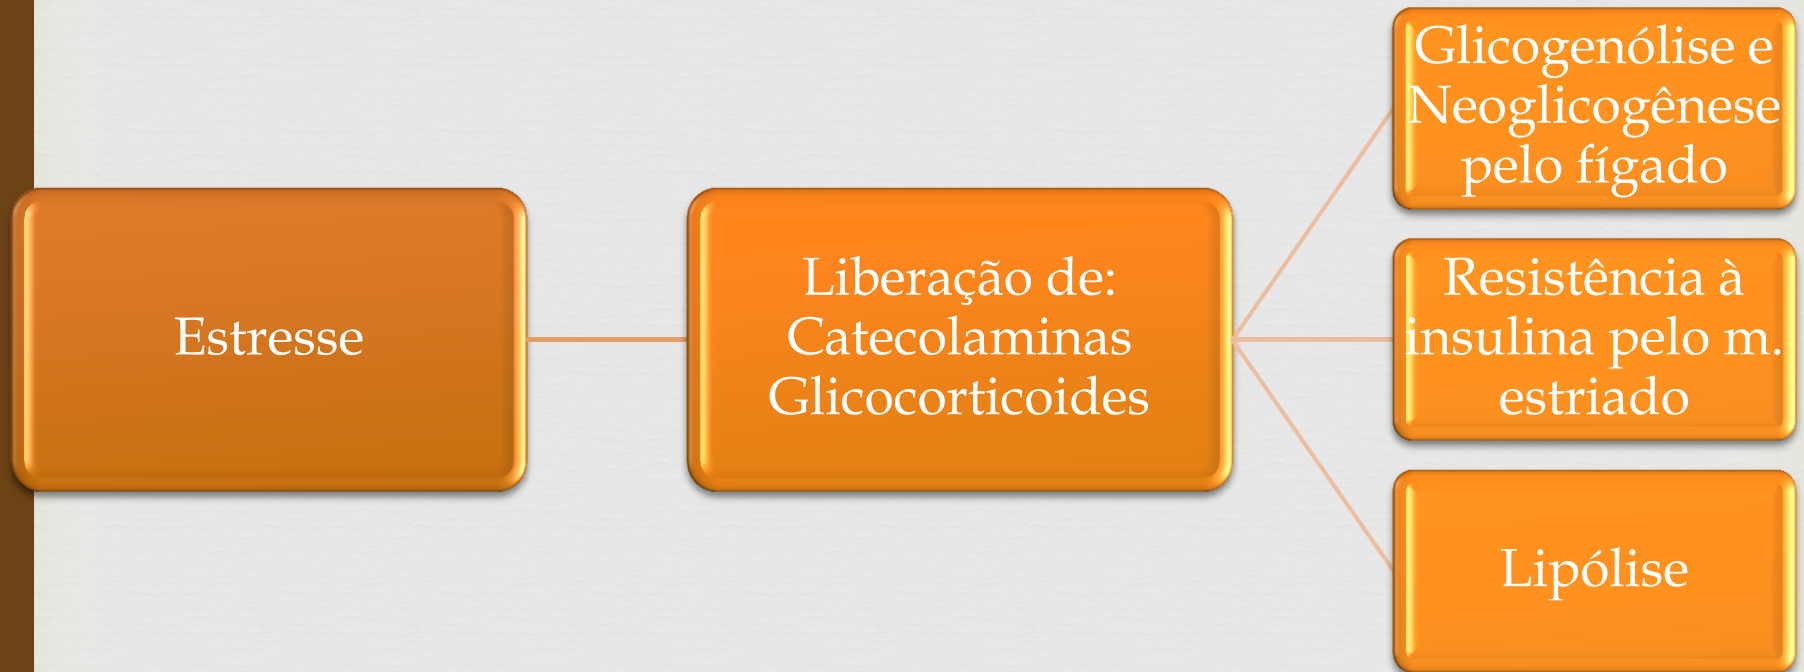 Estresse
Liberação de:
Catecolaminas
Glicocorticoides
Glicogenólise e
Neoglicogênese
pelo fígado
Resistência à
insulina pelo m.
estriado
Lipólise